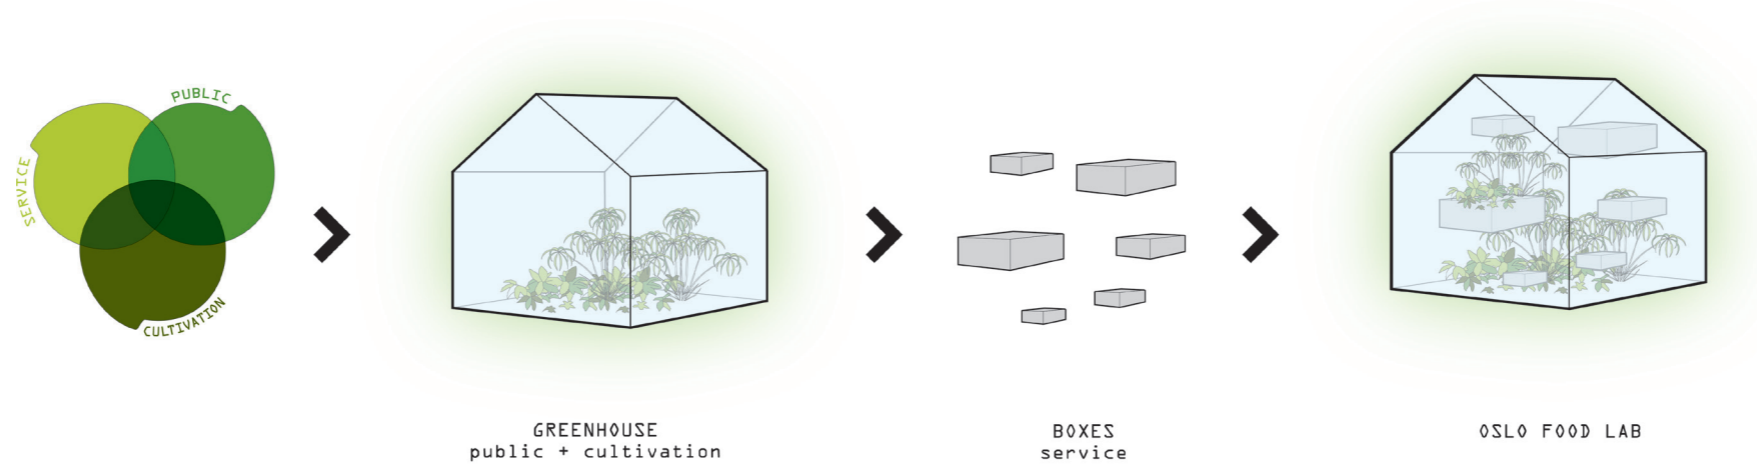 PUBLIC
SERVICE
CULTIVATION
GREENHOUSE
public + cultivation
BOXES
service
OSLO FOOD LAB